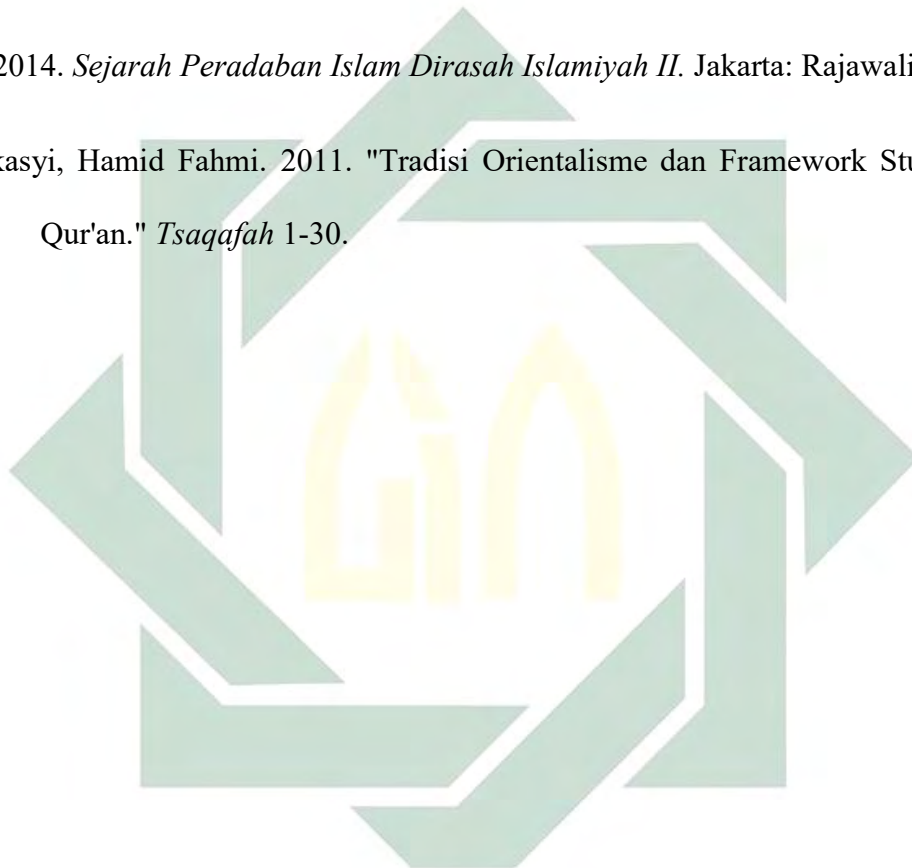 2014. Sejarah Peradaban Islam Dirasah Islamiyah II. Jakarta: Rajawali
kasyi, Hamid Fahmi. 2011. "Tradisi Orientalisme dan Framework Stu
Qur'an." Tsaqafah 1-30.